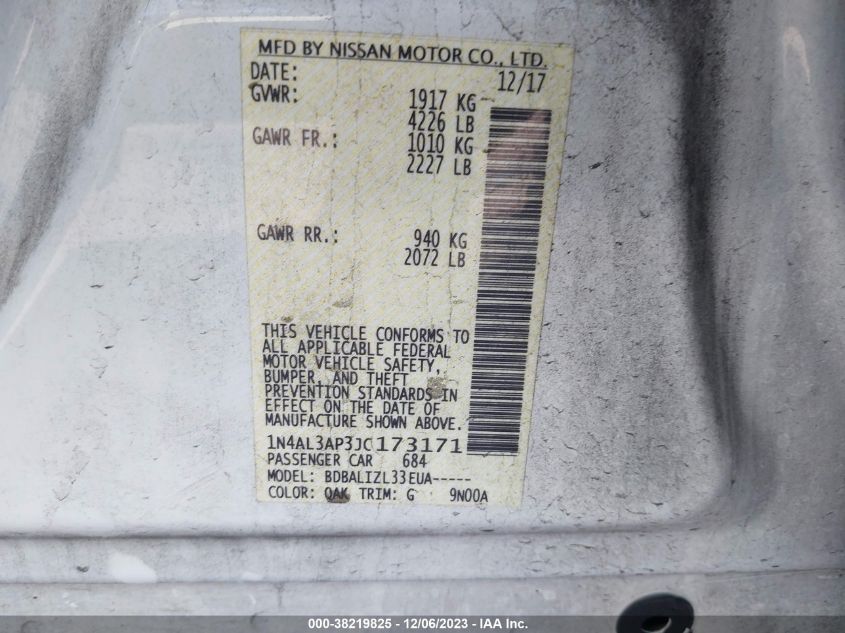 MFD BY NISSAN MOTOR CO., LTD.
DATE: 12/17
GVWR: 1917 KG
4226 LB
GAWR FR.: 1010 KG
2227 LB
GAWR RR.: 940 KG
2072 LB
THIS VEHICLE CONFORMS TO
ALL APPLICABLE FEDERAL
MOTOR VEHICLE SAFETY,
BUMPER, AND THEFT
PREVENTION STANDARDS IN
EFFECT ON THE DATE OF
MANUFACTURE SHOWN ABOVE.
1N4AL3AP3JC173171
PASSENGER CAR 684
MODEL: BDBALIZL33EUA-----
COLOR: QAK TRIM: G 9N00A
000-38219825 - 12/06/2023 - IAA Inc.